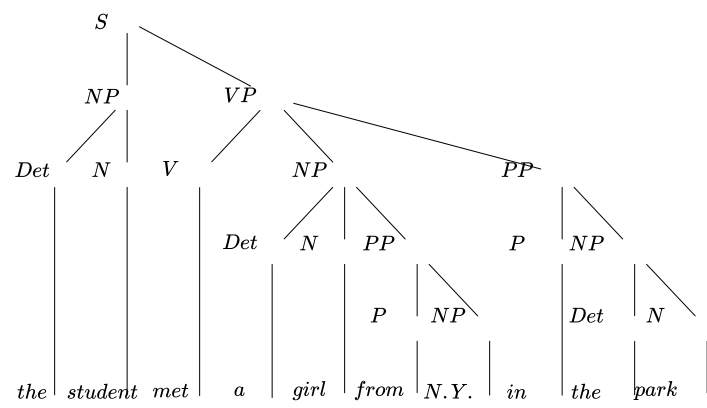 S
NP VP
Det N V NP PP
Det N PP P NP
P NP Det N
the student met a girl from N.Y. in the park